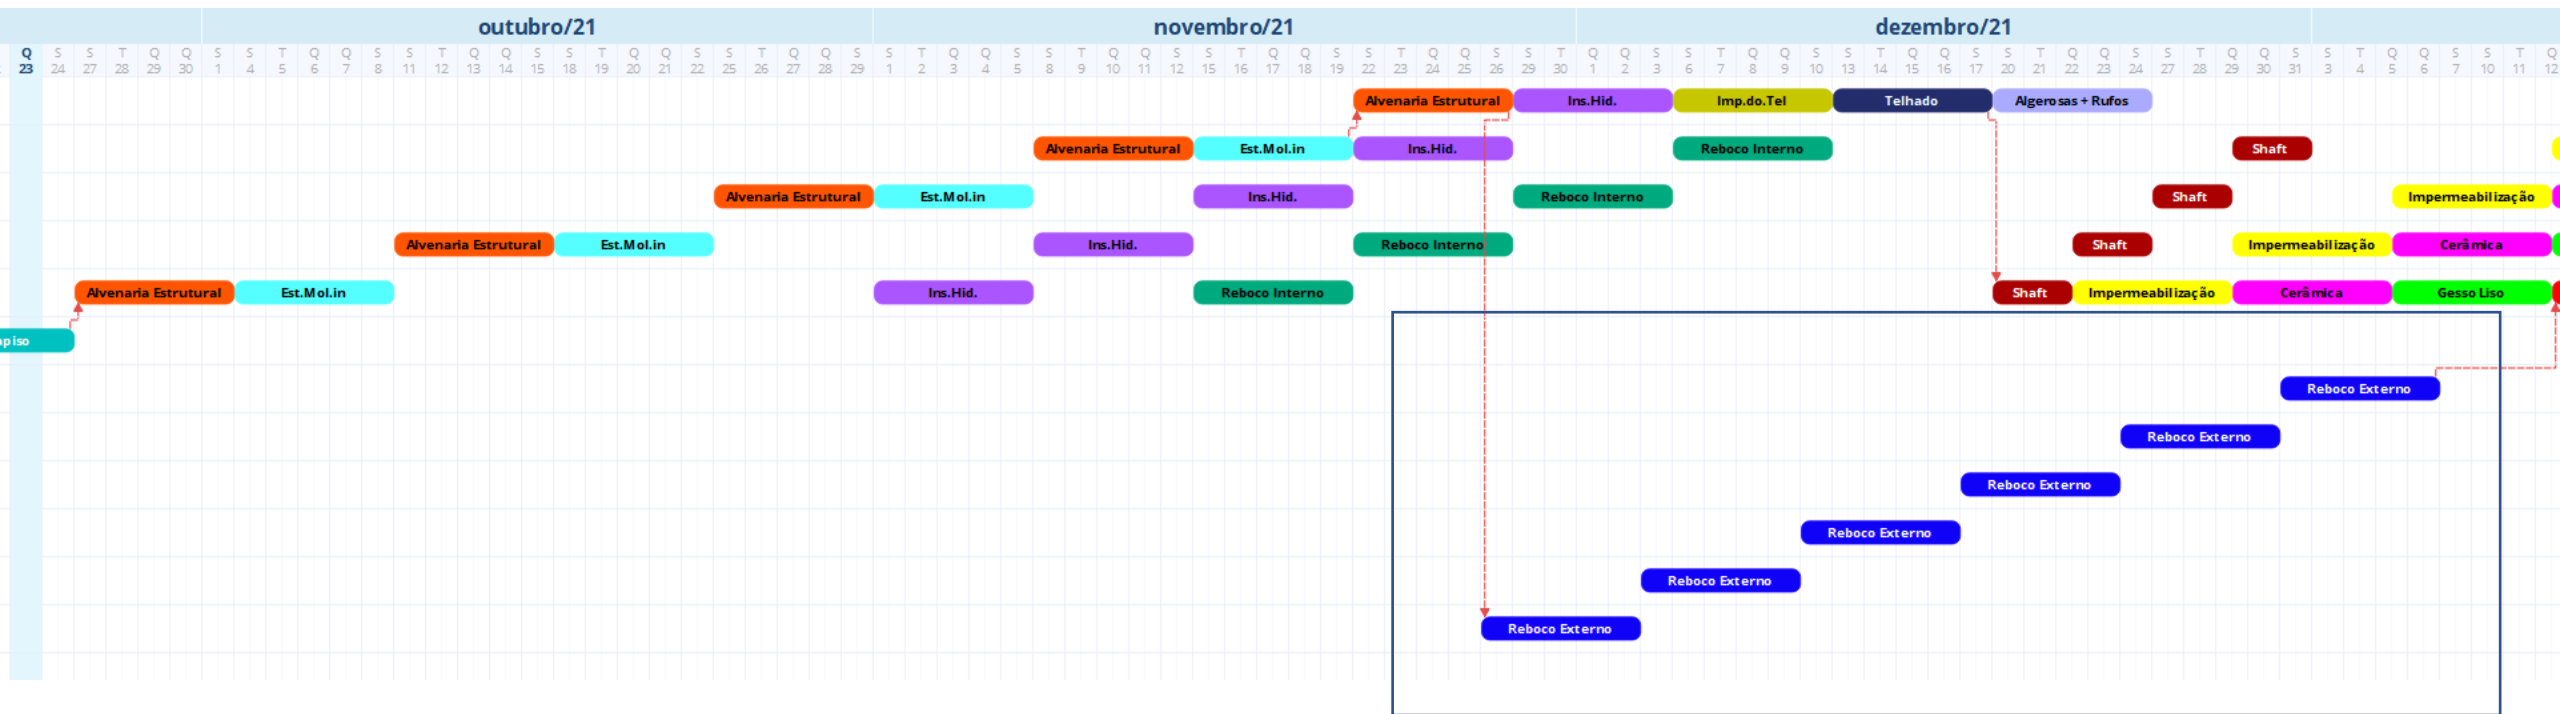 outubro/21 novembro/21 dezembro/21
Q S S T Q Q S S T Q Q S S T Q Q S S T Q Q S S T Q Q S S T Q Q S S T Q Q S S T Q Q S S T Q Q S S T Q Q S S T Q Q S S T Q Q S S T Q Q S S T Q Q S S T Q Q S S T Q
23 24 27 28 29 30 1 4 5 6 7 8 11 12 13 14 15 18 19 20 21 22 25 26 27 28 29 1 2 3 4 5 8 9 10 11 12 15 16 17 18 19 22 23 24 25 26 29 30 1 2 3 6 7 8 9 10 13 14 15 16 17 20 21 22 23 24 27 28 29 30 31 3 4 5 6 7 10 11 12
Alvenaria Estrutural Ins.Hid. Imp.do.Tel Telhado Algerosas + Rufos
Alvenaria Estrutural Est.Mol.in Ins.Hid. Reboco Interno Shaft
Alvenaria Estrutural Est.Mol.in Ins.Hid. Reboco Interno Shaft Impermeabilização
Alvenaria Estrutural Est.Mol.in Ins.Hid. Reboco Interno Shaft Impermeabilização Cerâmica
Alvenaria Estrutural Est.Mol.in Ins.Hid. Reboco Interno Shaft Impermeabilização Cerâmica Gesso Liso
piso
Reboco Externo
Reboco Externo
Reboco Externo
Reboco Externo
Reboco Externo
Reboco Externo